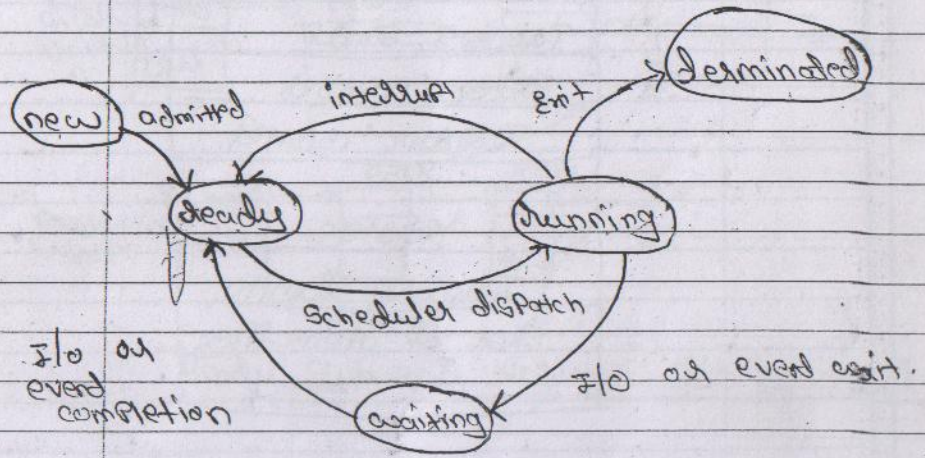 terminated
new
admitted
interrupt
Exit
Ready
Running
Scheduler dispatch
I/O or
event
completion
I/O or event wait.
waiting